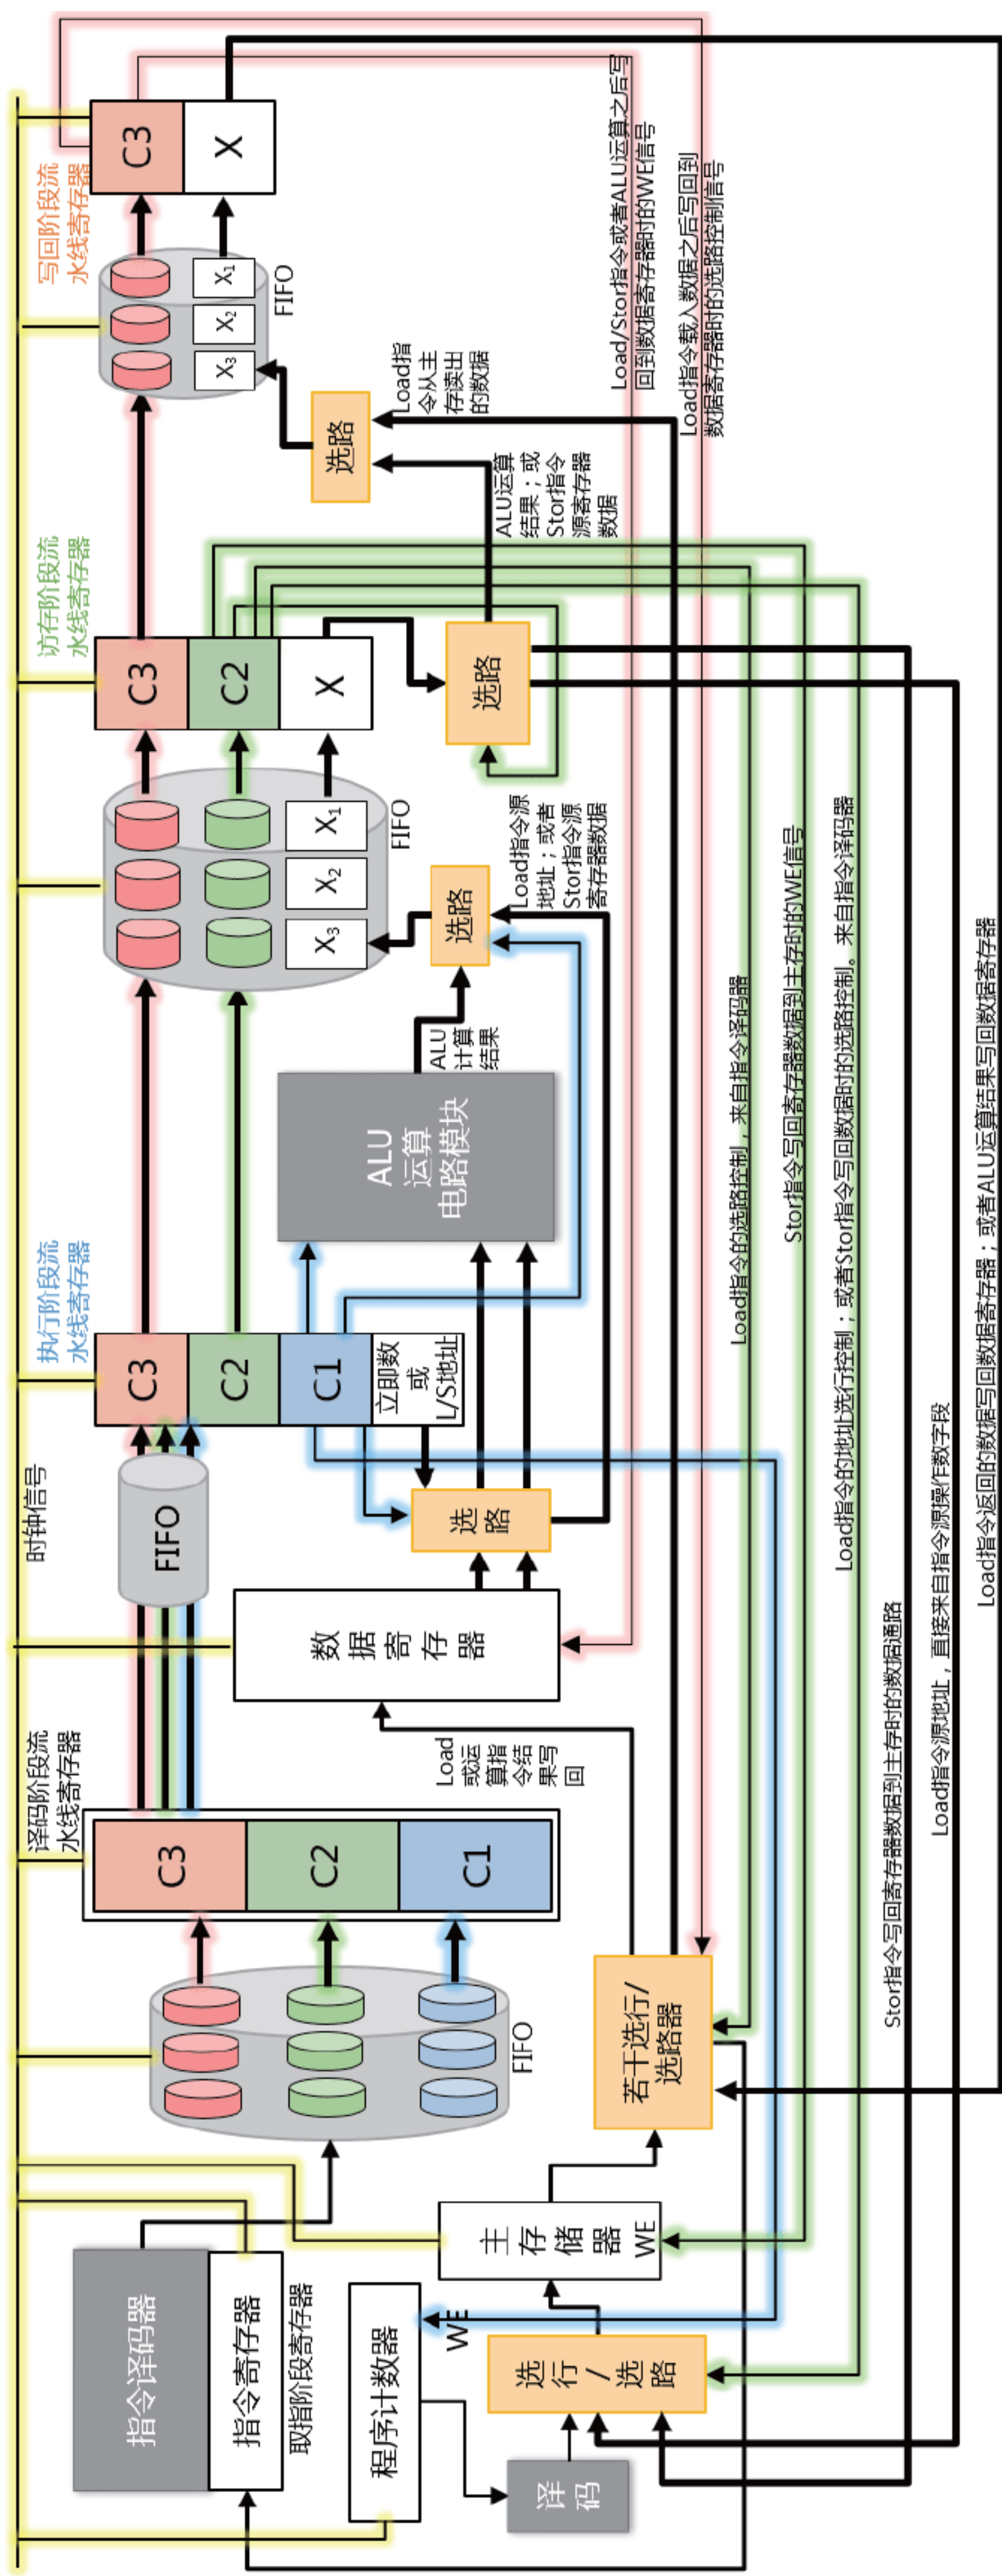 时钟信号
指令译码器
指令寄存器
取指阶段寄存器
程序计数器
WE
译
码
选
行
/
选
路
主
存
储
器
WE
若干选行/
选路器
FIFO
译码阶段流
水线寄存器
C3
C2
C1
Load
或运
算指
令结
果写
回
数
据
寄
存
器
FIFO
选
路
执行阶段流
水线寄存器
C3
C2
C1
立即数
或
L/S地址
ALU
运算
电路模块
ALU
计算
结果
选路
Load指令源
地址；或者
Stor指令源
寄存器数据
X3
X2
X1
FIFO
访存阶段流
水线寄存器
C3
C2
X
选路
ALU运算
结果；或
Stor指令
源寄存器
数据
选路
Load指
令从主
存读出
的数据
X3
X2
X1
FIFO
写回阶段流
水线寄存器
C3
X
Load/Stor指令或者ALU运算之后写
回到数据寄存器时的WE信号
Load指令载入数据之后写回到
数据寄存器时的选路控制信号
Load指令的选路控制，来自指令译码器
Stor指令写回寄存器数据到主存时的WE信号
Load指令的地址选行控制；或者Stor指令写回数据时的选路控制。来自指令译码器
Stor指令写回寄存器数据到主存时的数据通路
Load指令源地址，直接来自指令源操作数字段
Load指令返回的数据写回数据寄存器；或者ALU运算结果写回数据寄存器